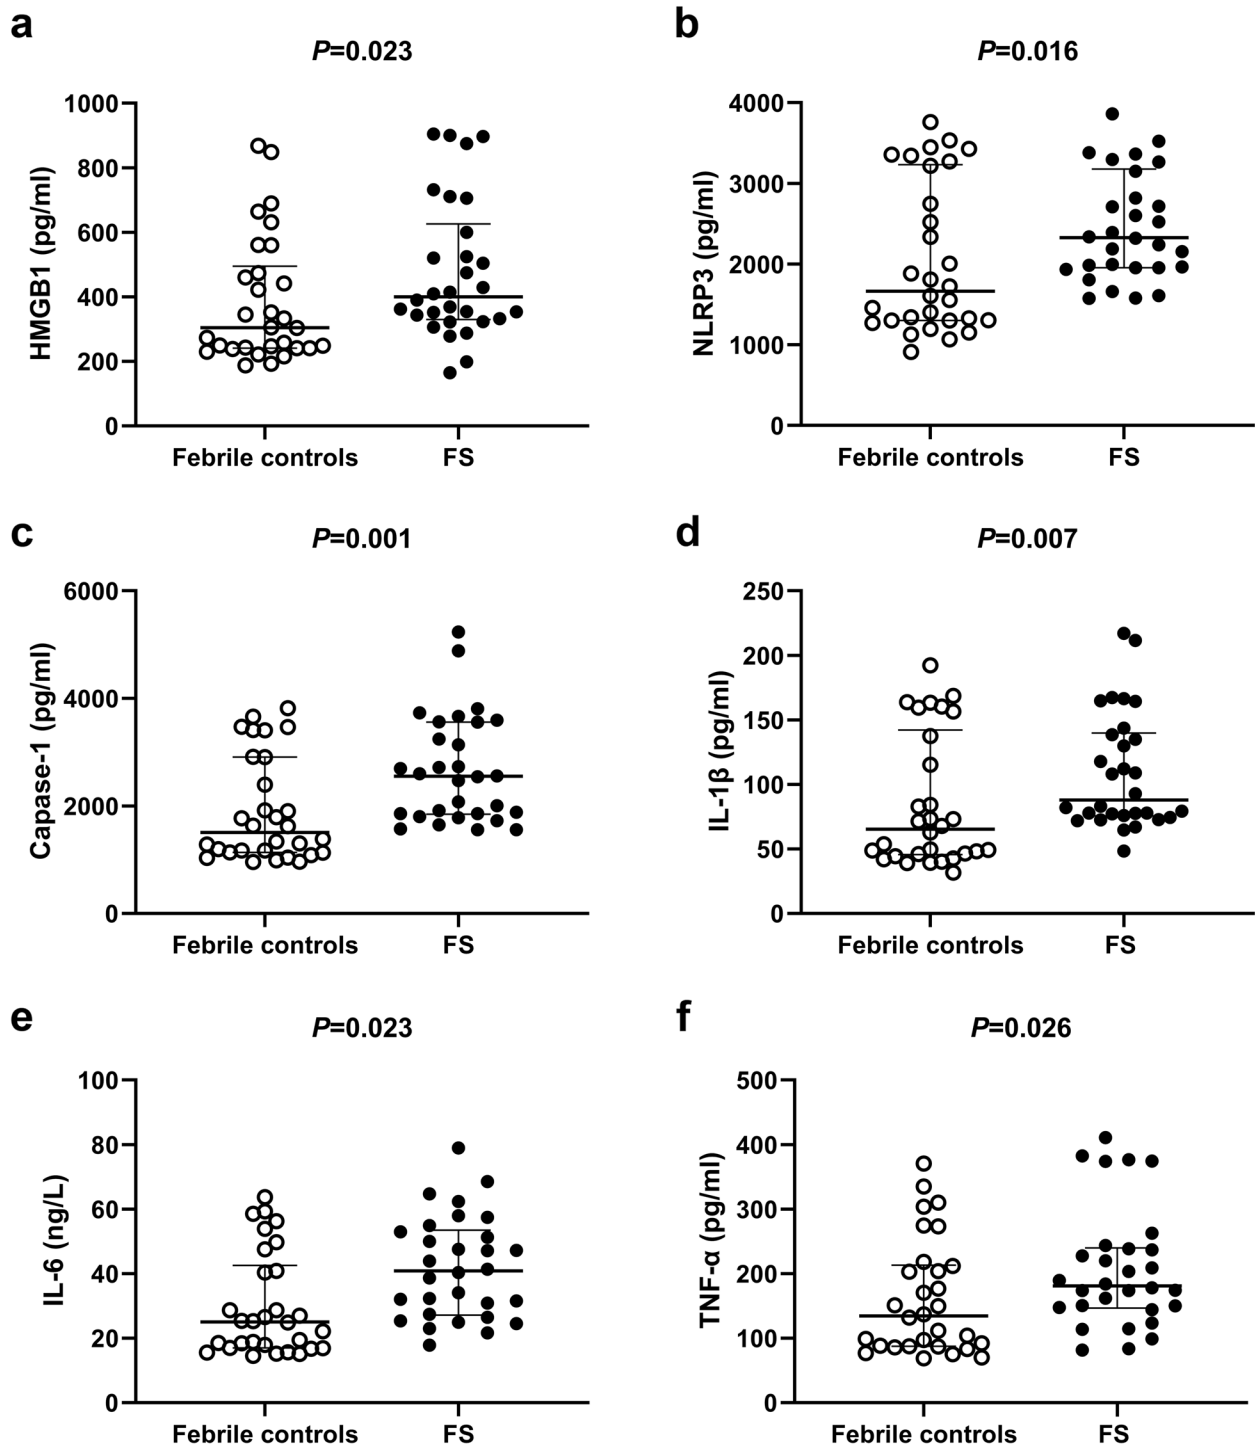 a
P=0.023
HMGB1 (pg/ml)
1000
800
600
400
200
0
Febrile controls
FS
b
P=0.016
NLRP3 (pg/ml)
4000
3000
2000
1000
0
Febrile controls
FS
c
P=0.001
Capase-1 (pg/ml)
6000
4000
2000
0
Febrile controls
FS
d
P=0.007
IL-1β (pg/ml)
250
200
150
100
50
0
Febrile controls
FS
e
P=0.023
IL-6 (ng/L)
100
80
60
40
20
0
Febrile controls
FS
f
P=0.026
TNF-α (pg/ml)
500
400
300
200
100
0
Febrile controls
FS